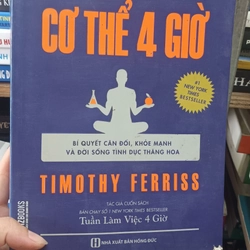 CƠ THỂ 4 GIỜ
#1 NEW YORK
TIMES
BESTSELLER
BÍ QUYẾT CÂN ĐỐI, KHỎE MẠNH
VÀ ĐỜI SỐNG TÌNH DỤC THĂNG HOA
TIMOTHY FERRISS
TÁC GIẢ CUỐN SÁCH
BÁN CHẠY SỐ 1 NEW YORK TIMES BESTSELLER
Tuần Làm Việc 4 Giờ
NHÀ XUẤT BẢN HỒNG ĐỨC